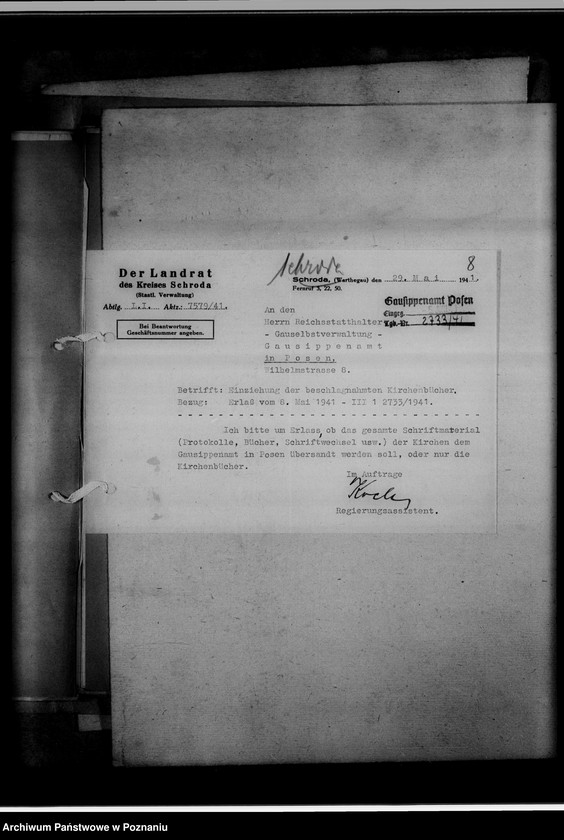 Schroda
8
Der Landrat
des Kreises Schroda
(Staatl. Verwaltung)
Abtlg. I.I. Aktz.: 7579/41.
Bei Beantwortung
Geschäftsnummer angeben.
Schroda, (Warthegau) den 29. Mai 1941.
Fernruf 5, 22, 50.
Gausippenamt Posen
Eingeg.
Tgb.-Nr. 2733/41
An den
Herrn Reichsstatthalter
- Gauselbstverwaltung -
Gausippenamt
in Posen.
Wilhelmstrasse 8.
Betrifft: Einziehung der beschlagnahmten Kirchenbücher.
Bezug: Erlaß vom 8. Mai 1941 - III 1 2733/1941.
Ich bitte um Erlass, ob das gesamte Schriftmaterial
(Protokolle, Bücher, Schriftwechsel usw.) der Kirchen dem
Gausippenamt in Posen übersandt werden soll, oder nur die
Kirchenbücher.
Im Auftrage
Regierungsassistent.
Archiwum Państwowe w Poznaniu